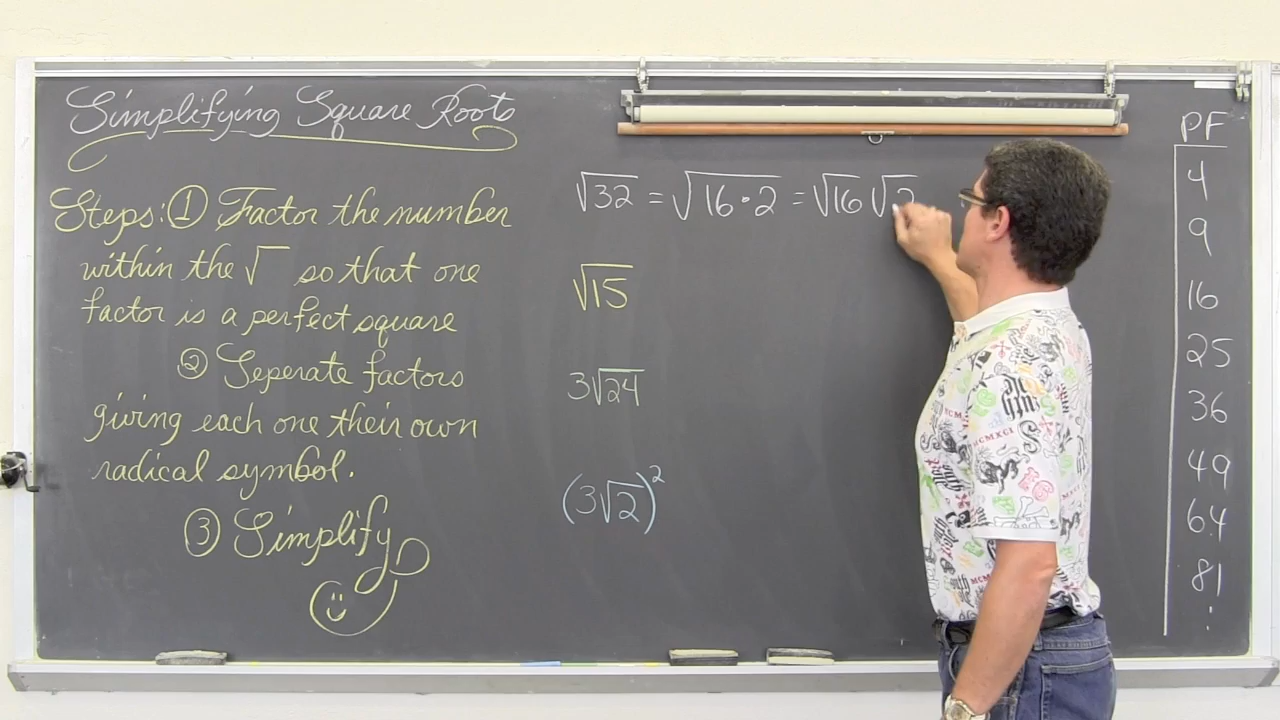 Simplifying Square Roots
Steps: ① Factor the number
within the √ so that one
factor is a perfect square
② Seperate factors
giving each one their own
radical symbol.
③ Simplify
√32 = √16·2 = √16 √2
√15
3√24
(3√2)²
PF
4
9
16
25
36
49
64
81
MCM
MCMXCI